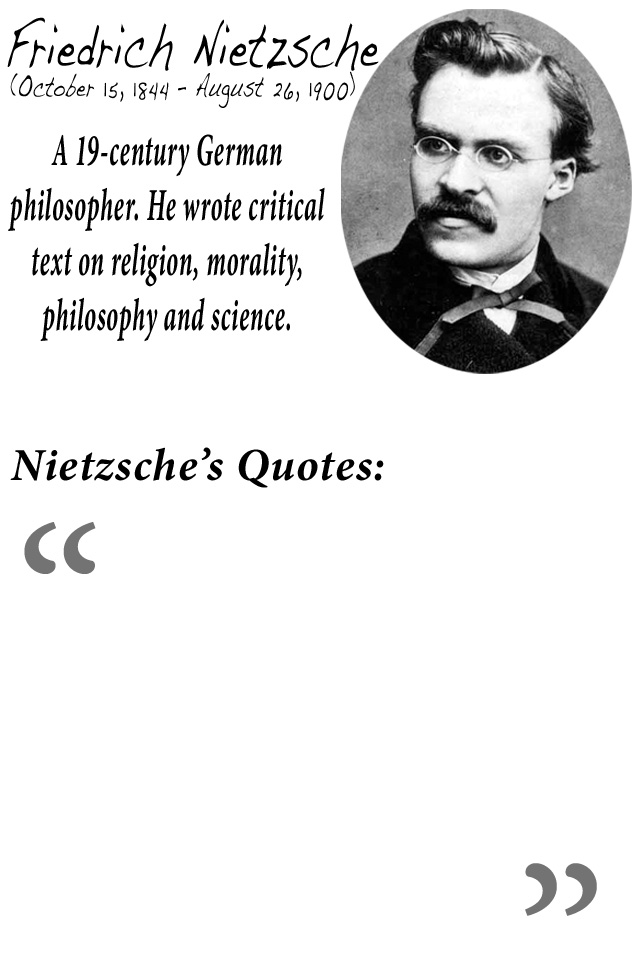 Friedrich Nietzsche
(October 15, 1844 - August 26, 1900)
A 19-century German
philosopher. He wrote critical
text on religion, morality,
philosophy and science.
Nietzsche’s Quotes:
“
”